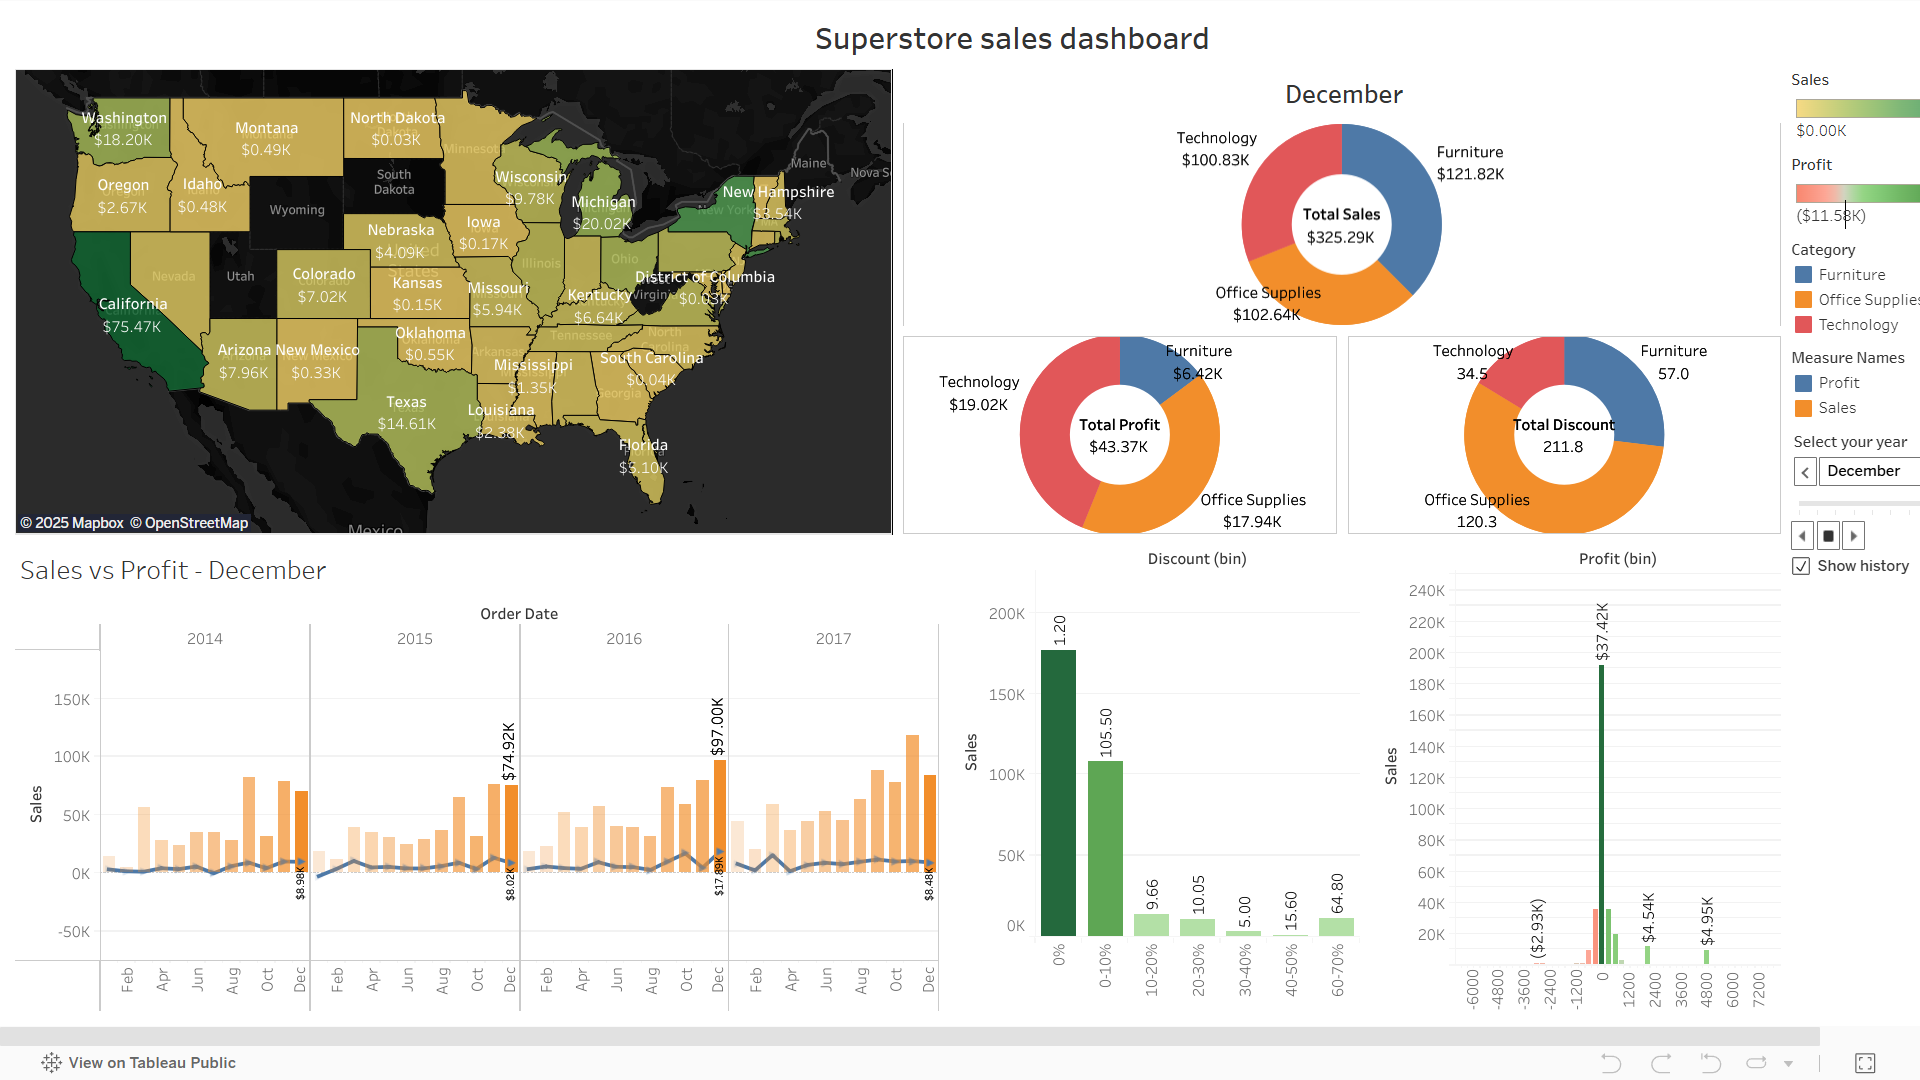 Superstore sales dashboard
Washington
$18.20K
Montana
$0.49K
North Dakota
$0.03K
Minnesot
Oregon
$2.67K
Idaho
$0.48K
Wyoming
South
Dakota
Wisconsin
$9.78K
Michigan
$20.02K
New York
New Hampshire
$3.54K
Maine
Nova S
Nebraska
$4.09K
United
States
Iowa
$0.17K
Nevada
Utah
Colorado
$7.02K
Kansas
$0.15K
Missouri
$5.94K
Illinois
Ohio
District of Columbia
$0.03K
Virgini
Kentucky
$6.64K
California
$75.47K
Arizona
$7.96K
New Mexico
$0.33K
Oklahoma
$0.55K
Arkansas
Tennessee
North
Carolina
Mississippi
$1.35K
South Carolina
$0.04K
Georgia
Texas
$14.61K
Louisiana
$2.38K
Florida
$5.10K
Mexico
© 2025 Mapbox © OpenStreetMap
December
Technology
$100.83K
Furniture
$121.82K
Total Sales
$325.29K
Office Supplies
$102.64K
Technology
$19.02K
Furniture
$6.42K
Total Profit
$43.37K
Office Supplies
$17.94K
Technology
34.5
Furniture
57.0
Total Discount
211.8
Office Supplies
120.3
Sales
$0.00K
Profit
($11.58K)
Category
Furniture
Office Supplies
Technology
Measure Names
Profit
Sales
Select your year
December
Show history
Sales vs Profit - December
Order Date
2014
2015
2016
2017
Sales
150K
100K
50K
0K
-50K
$8.98K
$74.92K
$8.02K
$97.00K
$17.89K
$8.48K
Feb Apr Jun Aug Oct Dec
Feb Apr Jun Aug Oct Dec
Feb Apr Jun Aug Oct Dec
Feb Apr Jun Aug Oct Dec
Discount (bin)
Sales
200K
150K
100K
50K
0K
1.20
105.50
9.66
10.05
5.00
15.60
64.80
0%
0-10%
10-20%
20-30%
30-40%
40-50%
60-70%
Profit (bin)
Sales
240K
220K
200K
180K
160K
140K
120K
100K
80K
60K
40K
20K
($2.93K)
$37.42K
$4.54K
$4.95K
-6000
-4800
-3600
-2400
-1200
0
1200
2400
3600
4800
6000
7200
View on Tableau Public